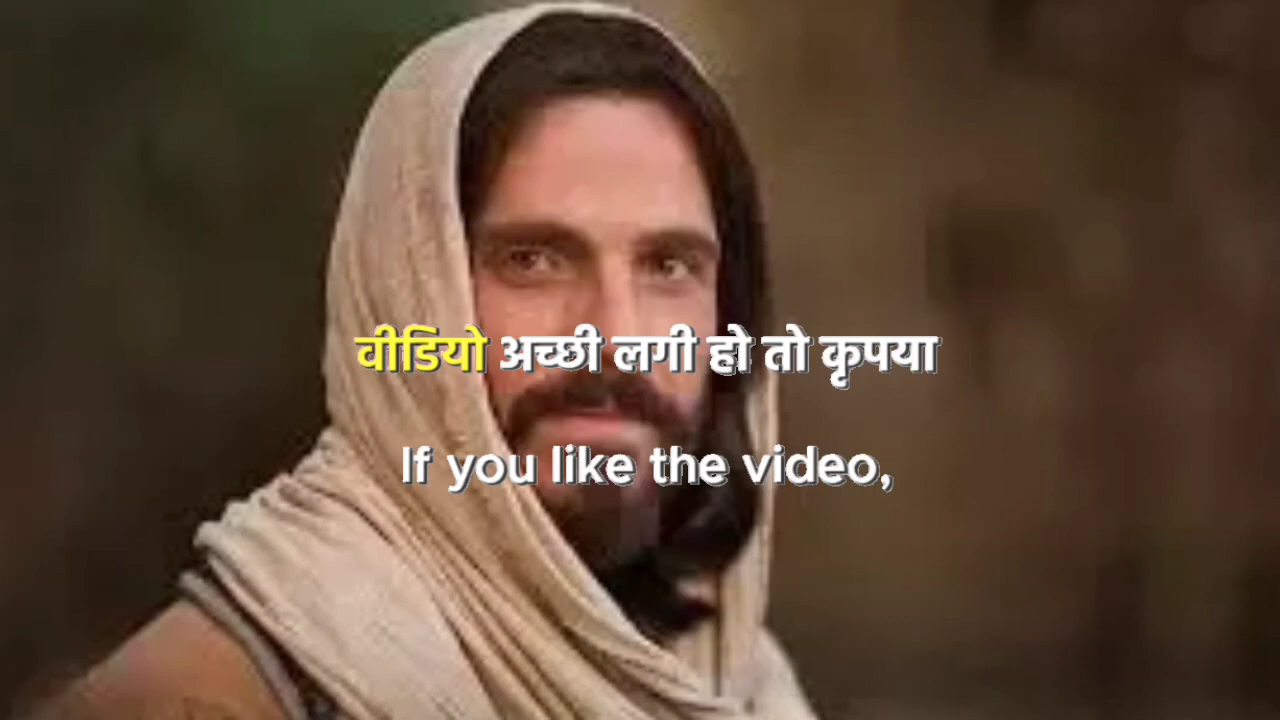 वीडियो अच्छी लगी हो तो कृपया
If you like the video,